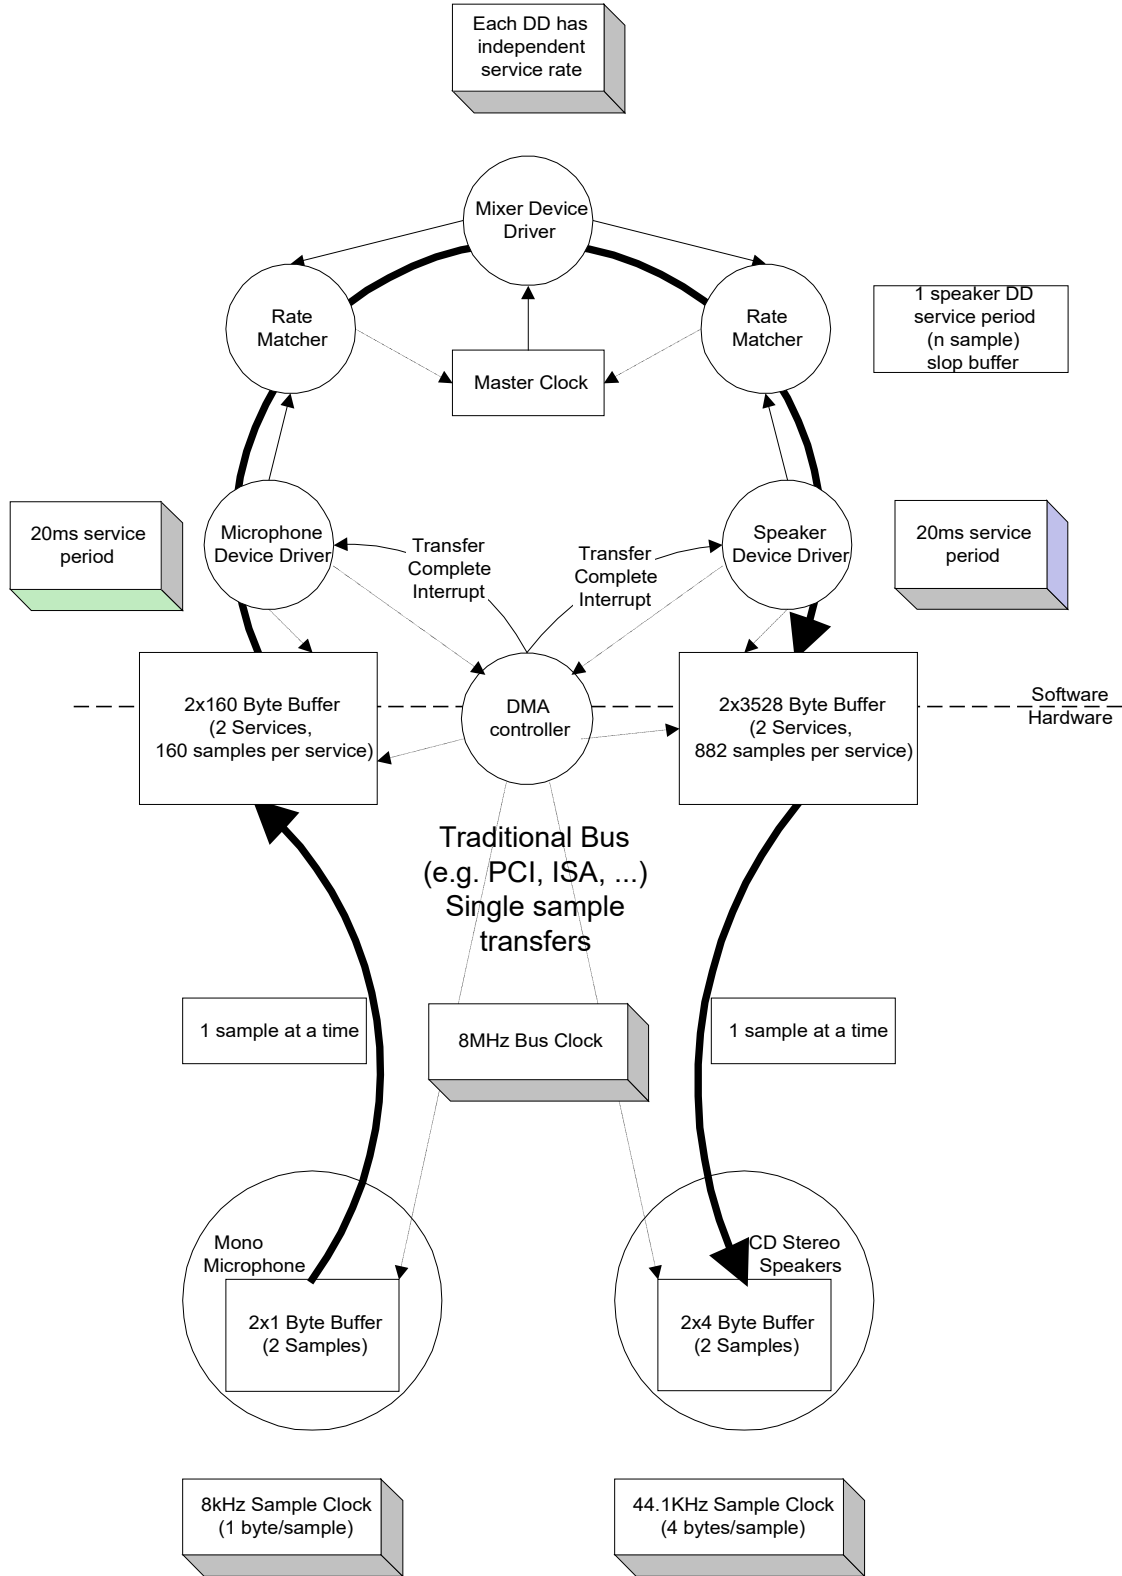 Each DD has
independent
service rate
Mixer Device
Driver
Rate
Matcher
Rate
Matcher
1 speaker DD
service period
(n sample)
slop buffer
Master Clock
20ms service
period
Microphone
Device Driver
Transfer
Complete
Interrupt
Transfer
Complete
Interrupt
Speaker
Device Driver
20ms service
period
2x160 Byte Buffer
(2 Services,
160 samples per service)
DMA
controller
2x3528 Byte Buffer
(2 Services,
882 samples per service)
Software
Hardware
Traditional Bus
(e.g. PCI, ISA, ...)
Single sample
transfers
1 sample at a time
8MHz Bus Clock
1 sample at a time
Mono
Microphone
2x1 Byte Buffer
(2 Samples)
CD Stereo
Speakers
2x4 Byte Buffer
(2 Samples)
8kHz Sample Clock
(1 byte/sample)
44.1KHz Sample Clock
(4 bytes/sample)